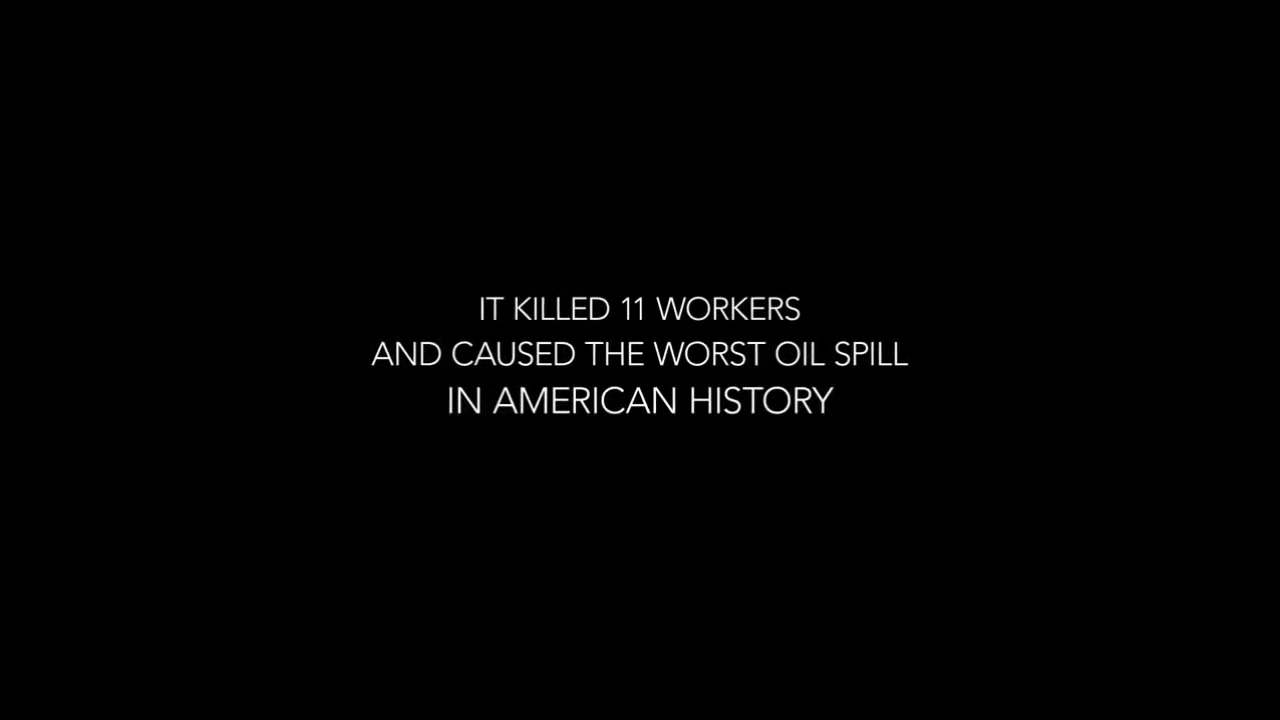 IT KILLED 11 WORKERS
AND CAUSED THE WORST OIL SPILL
IN AMERICAN HISTORY